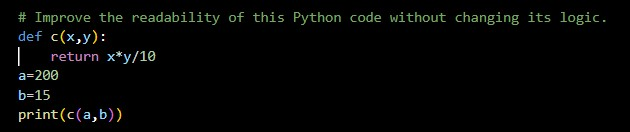 # Improve the readability of this Python code without changing its logic.
def c(x,y):
    return x*y/10
a=200
b=15
print(c(a,b))